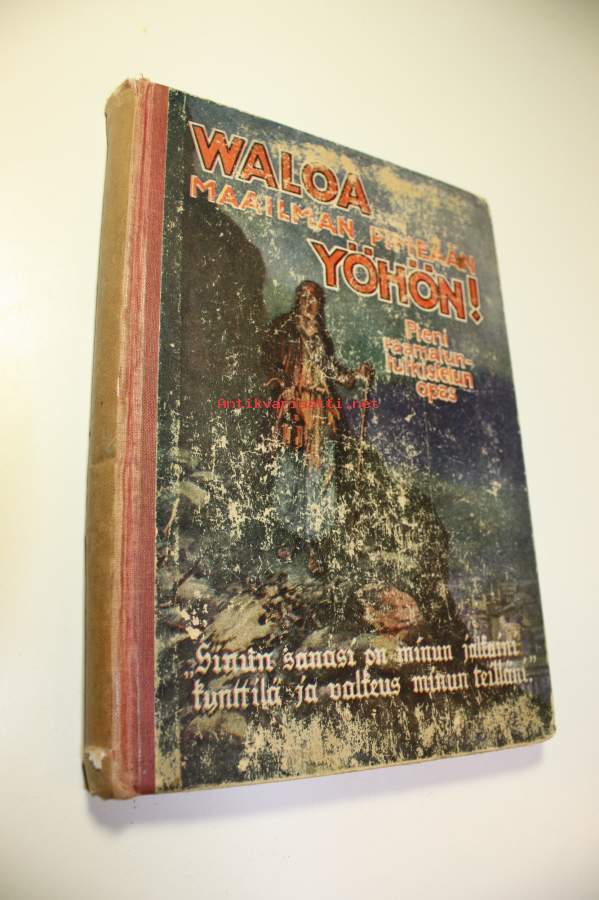 WALOA
MAAILMAN PIMEÄÄN
YÖHÖN!
Pieni
raamatun-
tutkistelun
opas
Antikvariaatti.net
„Sinun sanasi on minun jalkaini
kynttilä ja valkeus minun teilläni."